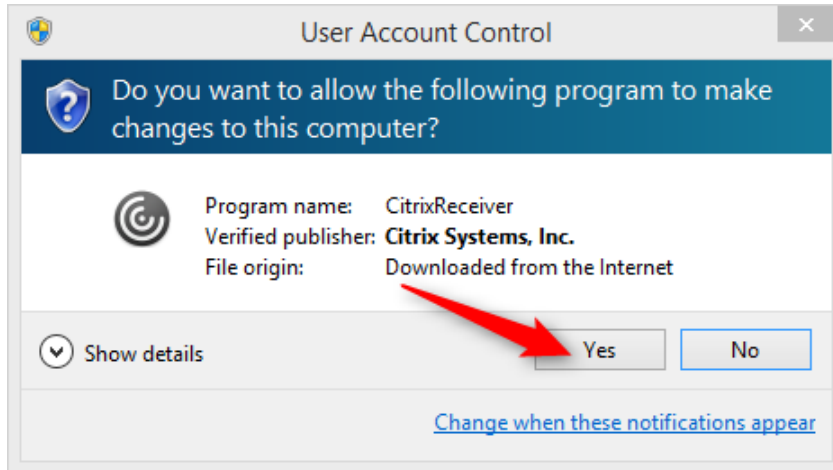 User Account Control
Do you want to allow the following program to make
changes to this computer?
Program name: CitrixReceiver
Verified publisher: Citrix Systems, Inc.
File origin: Downloaded from the Internet
Show details Yes No
Change when these notifications appear